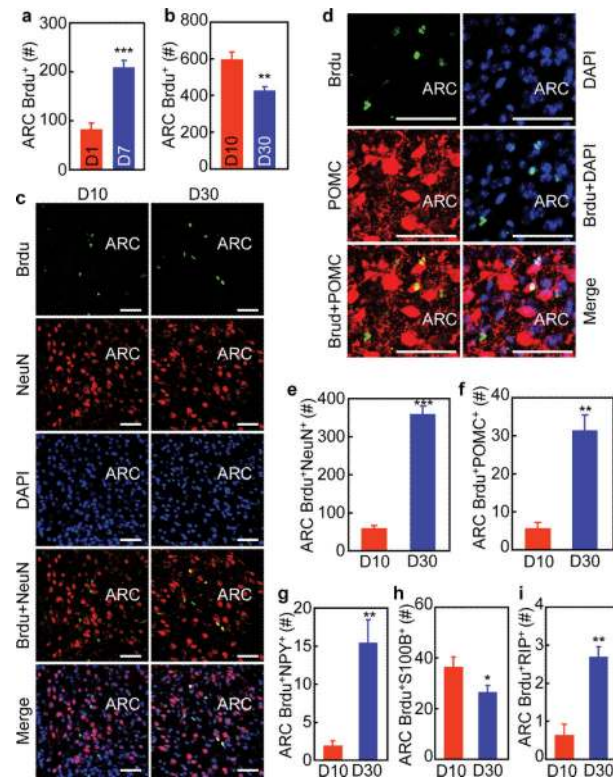 a
ARC Brdu⁺ (#)
300
200
100
0
***
D1
D7
b
ARC Brdu⁺ (#)
800
600
400
200
0
**
D10
D30
c
D10
D30
Brdu
ARC
ARC
NeuN
ARC
ARC
DAPI
ARC
ARC
Brdu+NeuN
ARC
ARC
Merge
ARC
ARC
d
Brdu
ARC
ARC
DAPI
POMC
ARC
ARC
Brdu+DAPI
Brud+POMC
ARC
ARC
Merge
e
ARC Brdu⁺NeuN⁺ (#)
400
300
200
100
0
***
D10
D30
f
ARC Brdu⁺POMC⁺ (#)
40
30
20
10
0
**
D10
D30
g
ARC Brdu⁺NPY⁺ (#)
20
15
10
5
0
**
D10 D30
h
ARC Brdu⁺S100B⁺ (#)
60
40
20
0
*
D10 D30
i
ARC Brdu⁺RIP⁺ (#)
4
3
2
1
0
**
D10 D30